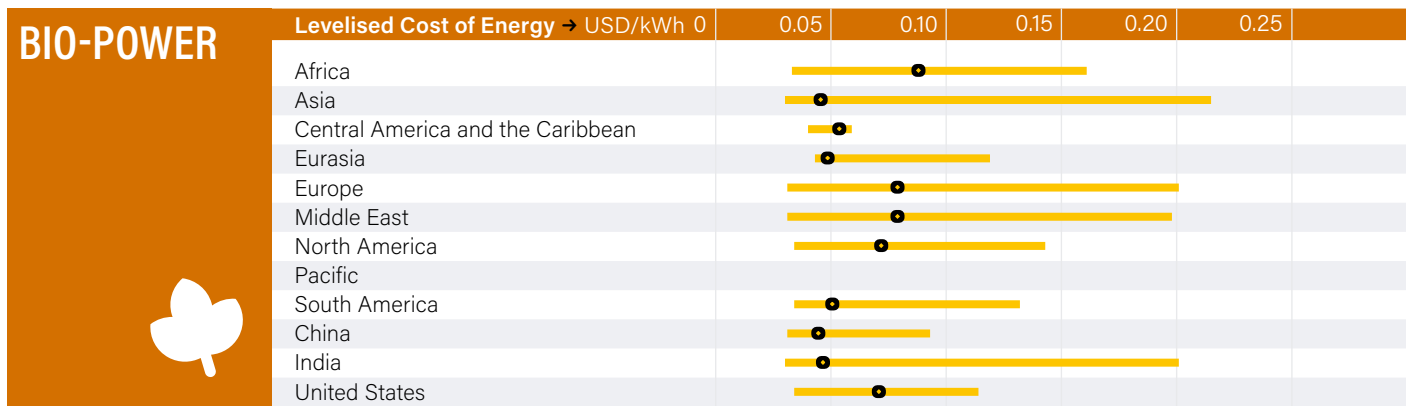 BIO-POWER
Levelised Cost of Energy → USD/kWh 0 0.05 0.10 0.15 0.20 0.25
Africa
Asia
Central America and the Caribbean
Eurasia
Europe
Middle East
North America
Pacific
South America
China
India
United States